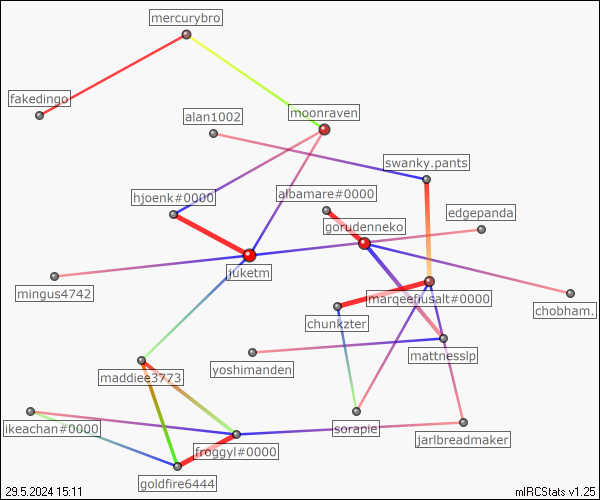 mercurybro
fakedingo
moonraven
alan1002
swanky.pants
hjoenk#0000
albamare#0000
edgepanda
gorudenneko
juketm
mingus4742
marqeefiusalt#0000
chobham.
chunkzter
mattnesslp
yoshimanden
maddiee3773
ikeachan#0000
sorapie
jarlbreadmaker
froggyl#0000
goldfire6444
29.5.2024 15:11
mIRCStats v1.25